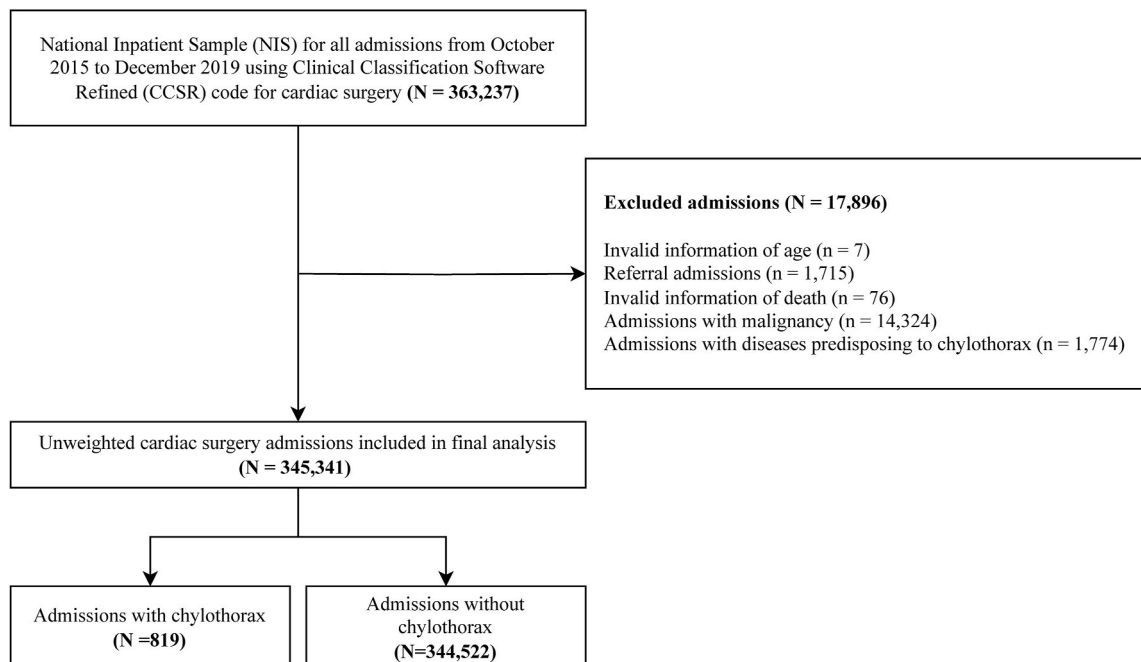 National Inpatient Sample (NIS) for all admissions from October
2015 to December 2019 using Clinical Classification Software
Refined (CCSR) code for cardiac surgery (N = 363,237)
Excluded admissions (N = 17,896)
Invalid information of age (n = 7)
Referral admissions (n = 1,715)
Invalid information of death (n = 76)
Admissions with malignancy (n = 14,324)
Admissions with diseases predisposing to chylothorax (n = 1,774)
Unweighted cardiac surgery admissions included in final analysis
(N = 345,341)
Admissions with chylothorax
(N =819)
Admissions without
chylothorax
(N=344,522)